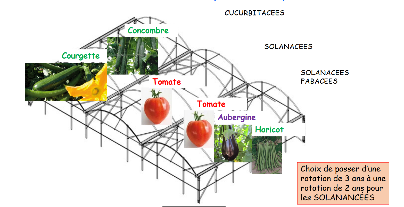 CUCURBITACEES
Concombre
SOLANACEES
Courgette
SOLANACEES
FABACEES
Tomate
Tomate
Aubergine
Haricot
Choix de passer d'une
rotation de 3 ans à une
rotation de 2 ans pour
les SOLANANCÉES